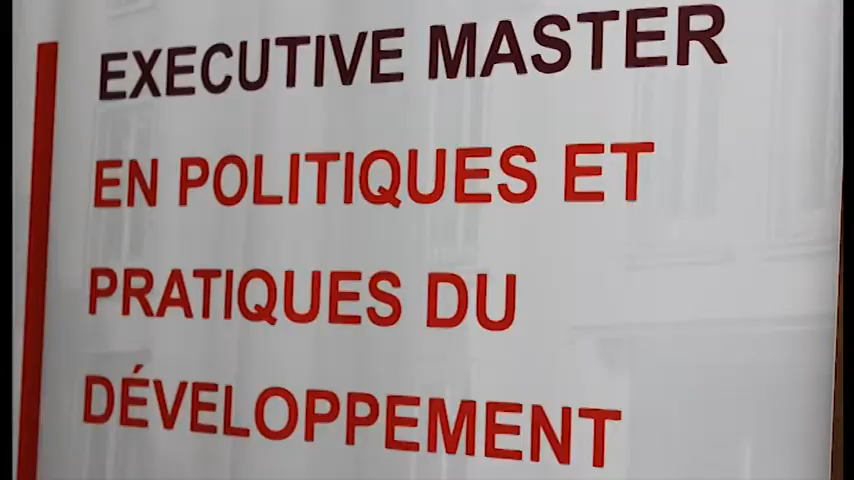 EXECUTIVE MASTER
EN POLITIQUES ET
PRATIQUES DU
DÉVELOPPEMENT